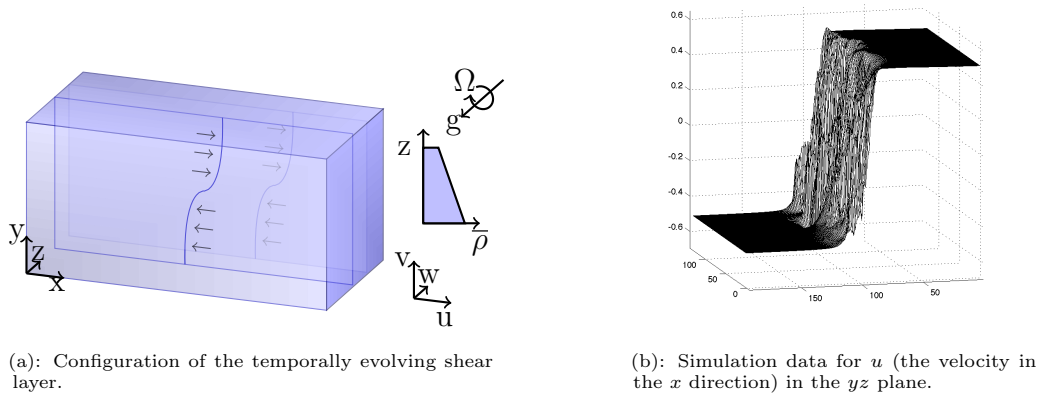 Ω
g
z
ρ̄
y
z
x
v
w
u
(a): Configuration of the temporally evolving shear
layer.
0.6
0.4
0.2
0
-0.2
-0.4
-0.6
100
50
0
150
100
50
(b): Simulation data for u (the velocity in
the x direction) in the yz plane.